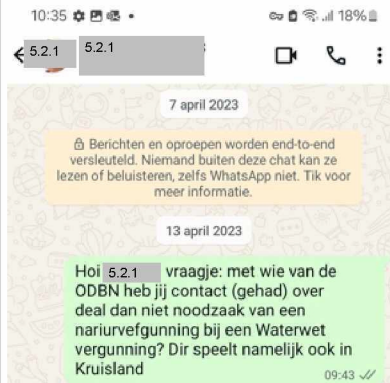 10:35 18%
5.2.1 5.2.1
7 april 2023
Berichten en oproepen worden end-to-end
versleuteld. Niemand buiten deze chat kan ze
lezen of beluisteren, zelfs WhatsApp niet. Tik voor
meer informatie.
13 april 2023
Hoi 5.2.1 vraagje: met wie van de
ODBN heb jij contact (gehad) over
deal dan niet noodzaak van een
nariurvefgunning bij een Waterwet
vergunning? Dir speelt namelijk ook in
Kruisland
09:43